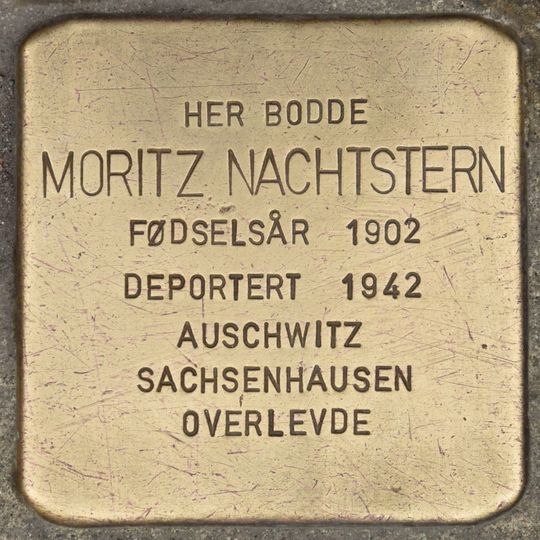 HER BODDE
MORITZ NACHTSTERN
FØDSELSÅR 1902
DEPORTERT 1942
AUSCHWITZ
SACHSENHAUSEN
OVERLEVDE